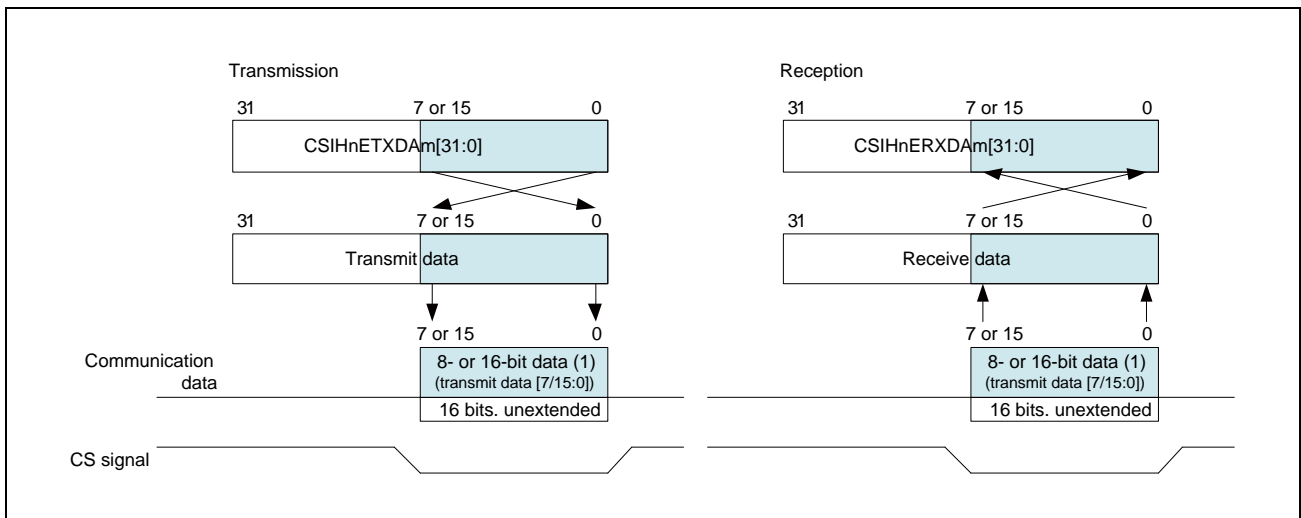 Transmission
31 7 or 15 0
CSIHnETXDAm[31:0]
31 7 or 15 0
Transmit data
7 or 15 0
8- or 16-bit data (1)
(transmit data [7/15:0])
16 bits. unextended
Reception
31 7 or 15 0
CSIHnERXDAm[31:0]
31 7 or 15 0
Receive data
7 or 15 0
8- or 16-bit data (1)
(transmit data [7/15:0])
16 bits. unextended
Communication
data
CS signal